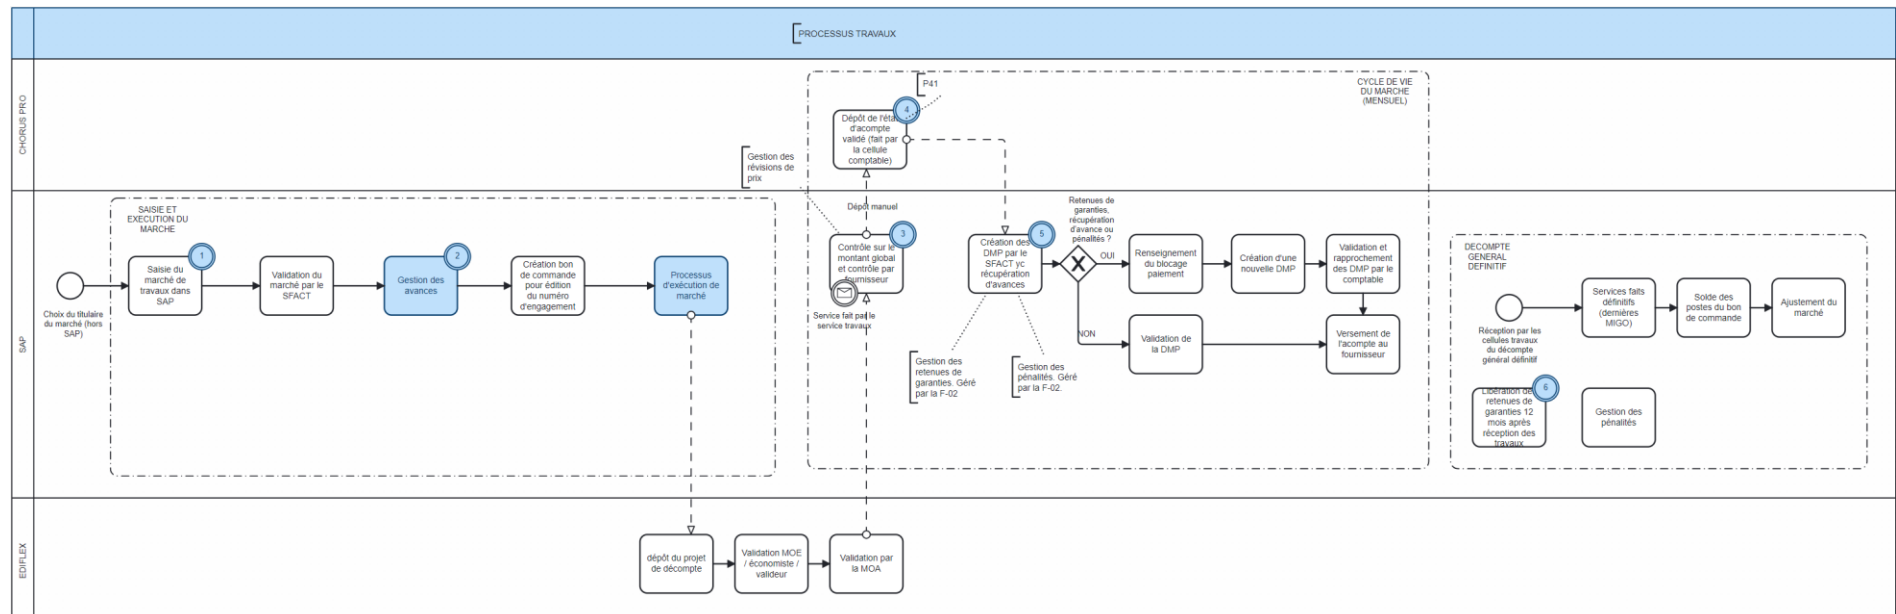 PROCESSUS TRAVAUX
CHORUS PRO
P41
CYCLE DE VIE
DU MARCHE
(MENSUEL)
4
Dépôt de l'état
d'acompte
validé (fait par
la cellule
comptable)
Gestion des
révisions de
prix
SAP
SAISIE ET
EXECUTION DU
MARCHE
Choix du titulaire
du marché (hors
SAP)
1
Saisie du
marché de
travaux dans
SAP
Validation du
marché par le
SFACT
2
Gestion des
avances
Création bon
de commande
pour édition
du numéro
d'engagement
Processus
d'exécution de
marché
Dépôt manuel
3
Contrôle sur le
montant global
et contrôle par
fournisseur
Service fait par le
service travaux
5
Création des
DMP par le
SFACT yc
récupération
d'avances
Retenues de
garanties,
récupération
d'avance ou
pénalités ?
OUI
NON
Renseignement
du blocage
paiement
Création d'une
nouvelle DMP
Validation et
rapprochement
des DMP par le
comptable
Validation de
la DMP
Versement de
l'acompte au
fournisseur
Gestion des
retenues de
garanties. Géré
par la F-02
Gestion des
pénalités. Géré
par la F-02.
DECOMPTE
GENERAL
DEFINITIF
Réception par les
cellules travaux
du décompte
général définitif
Services faits
définitifs
(dernières
MIGO)
Solde des
postes du bon
de commande
Ajustement du
marché
6
Libération de
retenues de
garanties 12
mois après
réception des
travaux
Gestion des
pénalités
EDIFLEX
dépôt du projet
de décompte
Validation MOE
/ économiste /
valideur
Validation par
la MOA